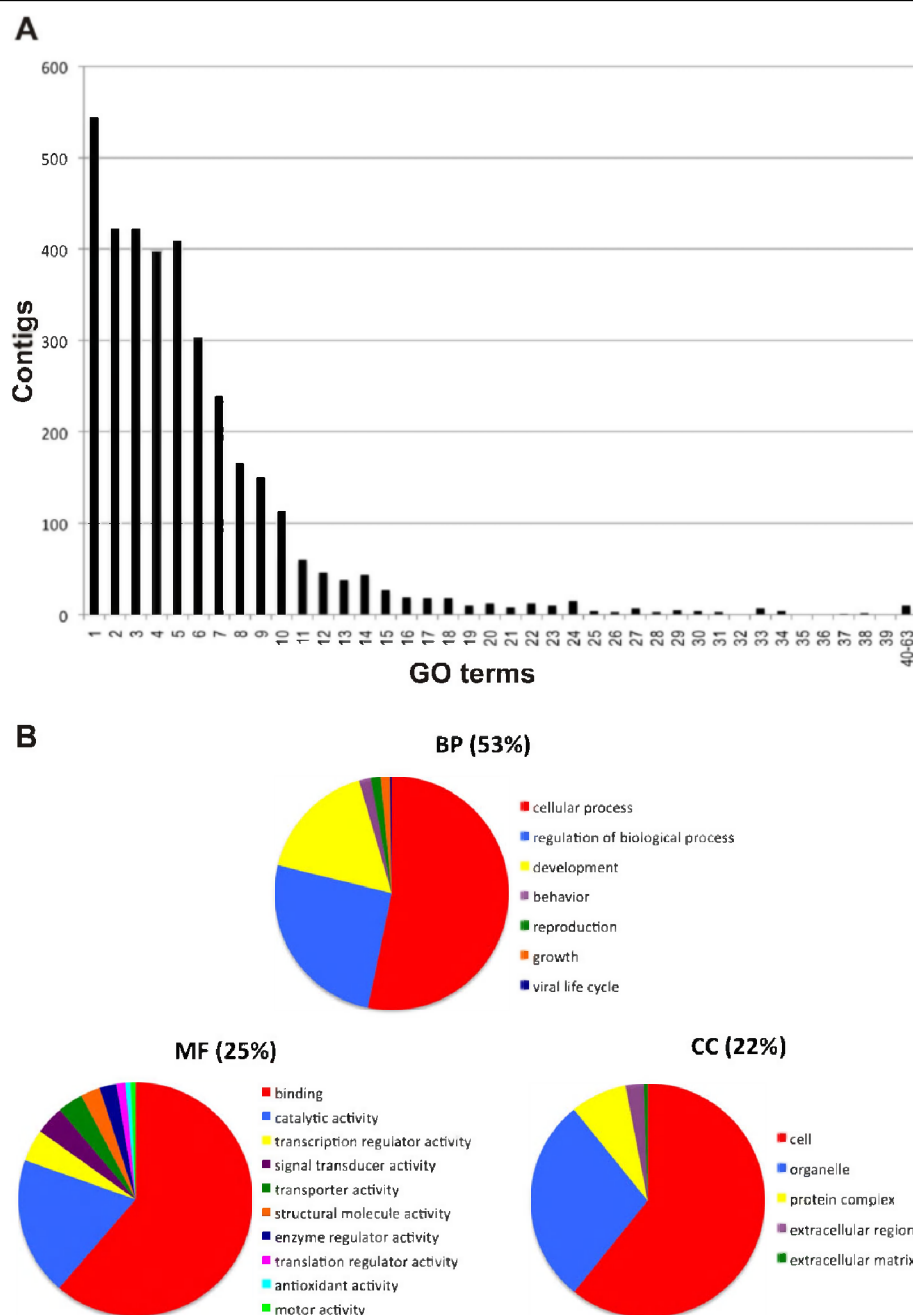 A
600
500
400
300
200
100
0
Contigs
1 2 3 4 5 6 7 8 9 10 11 12 13 14 15 16 17 18 19 20 21 22 23 24 25 26 27 28 29 30 31 32 33 34 35 36 37 38 39 40-63
GO terms
B
BP (53%)
cellular process
regulation of biological process
development
behavior
reproduction
growth
viral life cycle
MF (25%)
binding
catalytic activity
transcription regulator activity
signal transducer activity
transporter activity
structural molecule activity
enzyme regulator activity
translation regulator activity
antioxidant activity
motor activity
CC (22%)
cell
organelle
protein complex
extracellular region
extracellular matrix